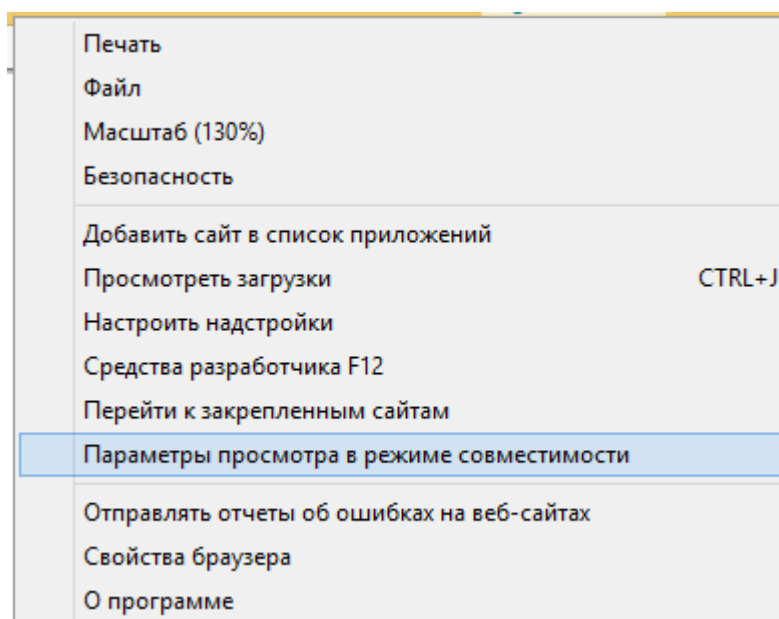 Печать
Файл
Масштаб (130%)
Безопасность
Добавить сайт в список приложений
Просмотреть загрузки CTRL+J
Настроить надстройки
Средства разработчика F12
Перейти к закрепленным сайтам
Параметры просмотра в режиме совместимости
Отправлять отчеты об ошибках на веб-сайтах
Свойства браузера
О программе